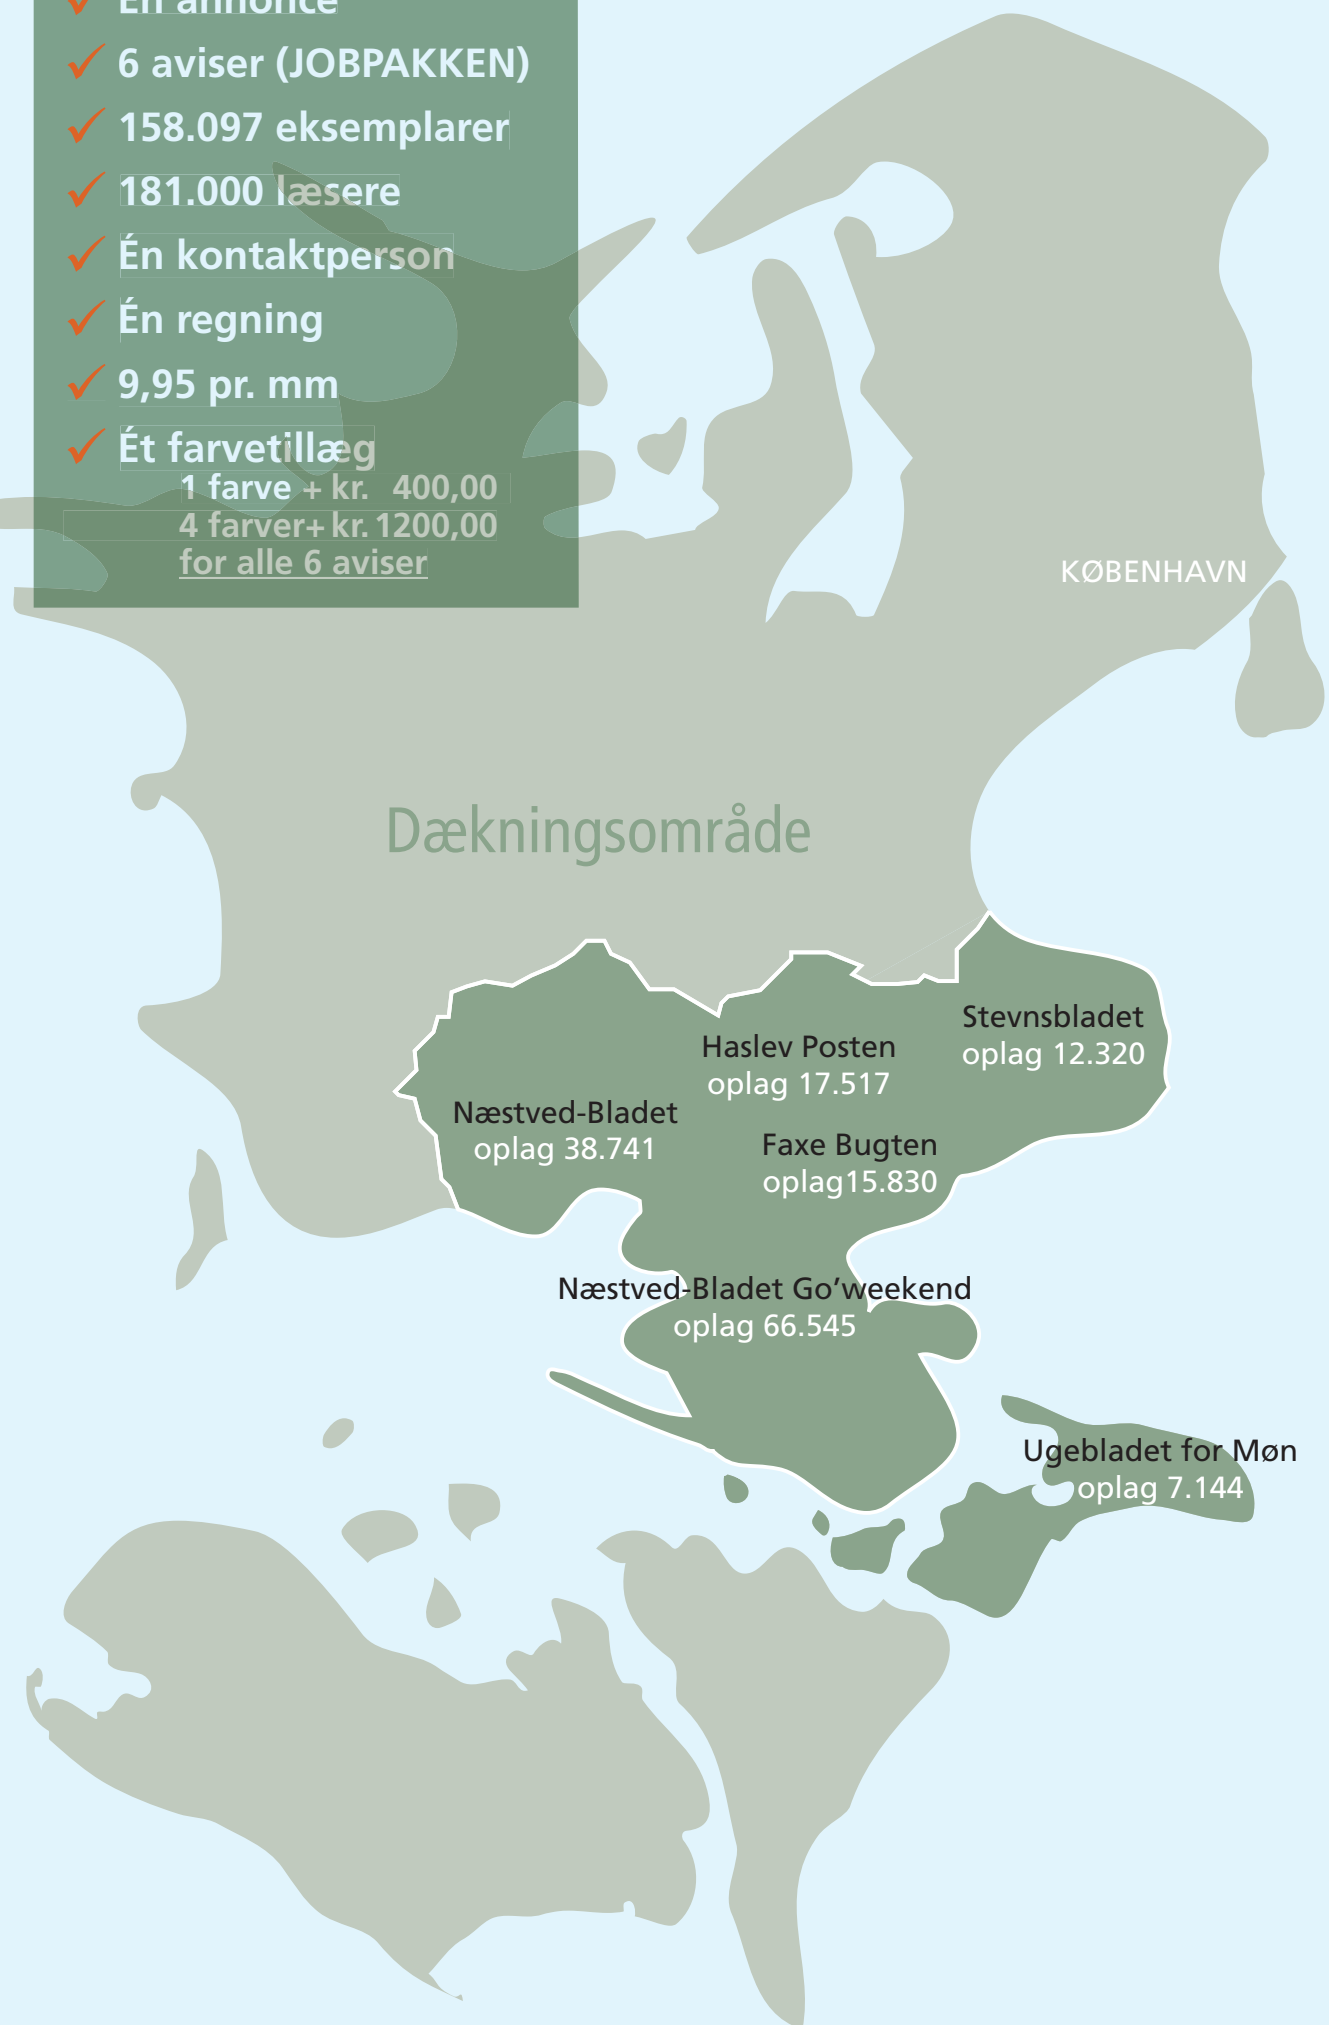 Én annonce
6 aviser (JOBPAKKEN)
158.097 eksemplarer
181.000 læsere
Én kontaktperson
Én regning
9,95 pr. mm
Ét farvetillæg
1 farve + kr. 400,00
4 farver+ kr. 1200,00
for alle 6 aviser
KØBENHAVN
Dækningsområde
Stevnsbladet
oplag 12.320
Haslev Posten
oplag 17.517
Næstved-Bladet
oplag 38.741
Faxe Bugten
oplag15.830
Næstved-Bladet Go’weekend
oplag 66.545
Ugebladet for Møn
oplag 7.144